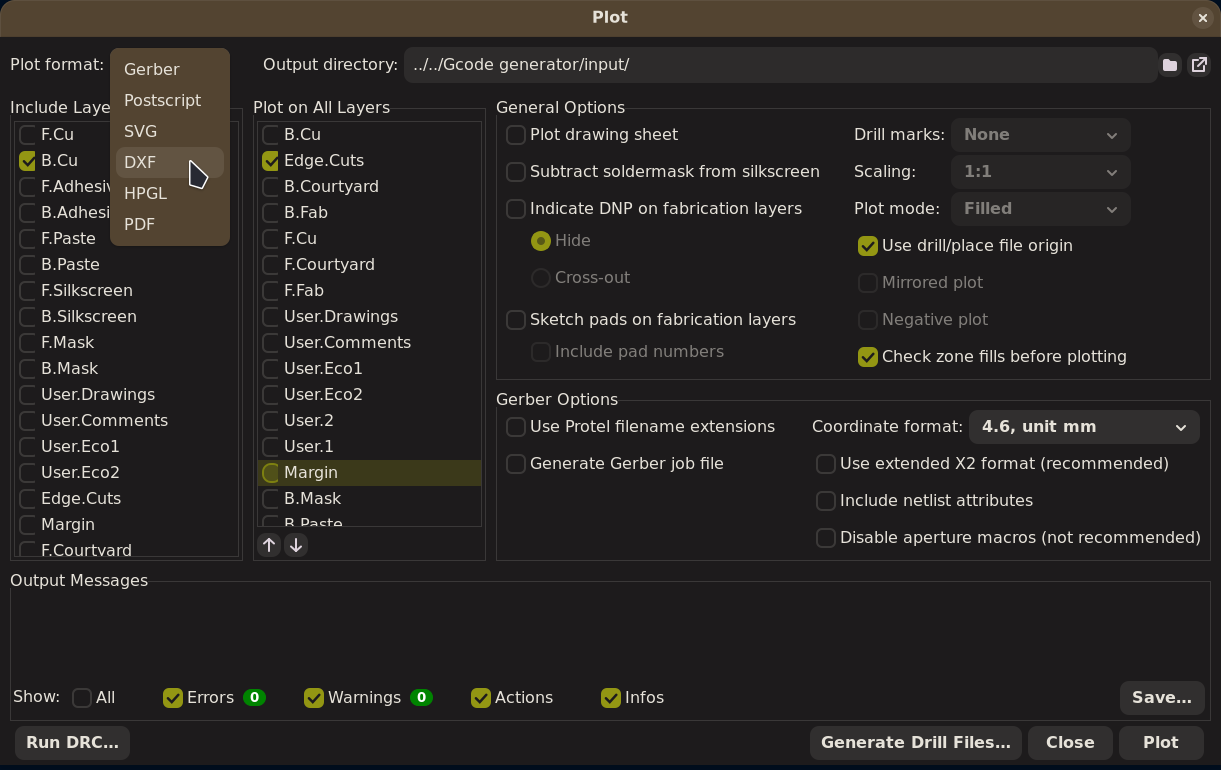 Plot
Plot format:
Gerber
Postscript
SVG
DXF
HPGL
PDF
Output directory: ../../Gcode generator/input/
Include Laye
F.Cu
B.Cu
F.Adhesiv
B.Adhesi
F.Paste
B.Paste
F.Silkscreen
B.Silkscreen
F.Mask
B.Mask
User.Drawings
User.Comments
User.Eco1
User.Eco2
Edge.Cuts
Margin
F.Courtyard
Plot on All Layers
B.Cu
Edge.Cuts
B.Courtyard
B.Fab
F.Cu
F.Courtyard
F.Fab
User.Drawings
User.Comments
User.Eco1
User.Eco2
User.2
User.1
Margin
B.Mask
B.Paste
General Options
Plot drawing sheet
Subtract soldermask from silkscreen
Indicate DNP on fabrication layers
Hide
Cross-out
Sketch pads on fabrication layers
Include pad numbers
Drill marks: None
Scaling: 1:1
Plot mode: Filled
Use drill/place file origin
Mirrored plot
Negative plot
Check zone fills before plotting
Gerber Options
Use Protel filename extensions
Generate Gerber job file
Coordinate format: 4.6, unit mm
Use extended X2 format (recommended)
Include netlist attributes
Disable aperture macros (not recommended)
Output Messages
Show: All Errors 0 Warnings 0 Actions Infos Save...
Run DRC... Generate Drill Files... Close Plot